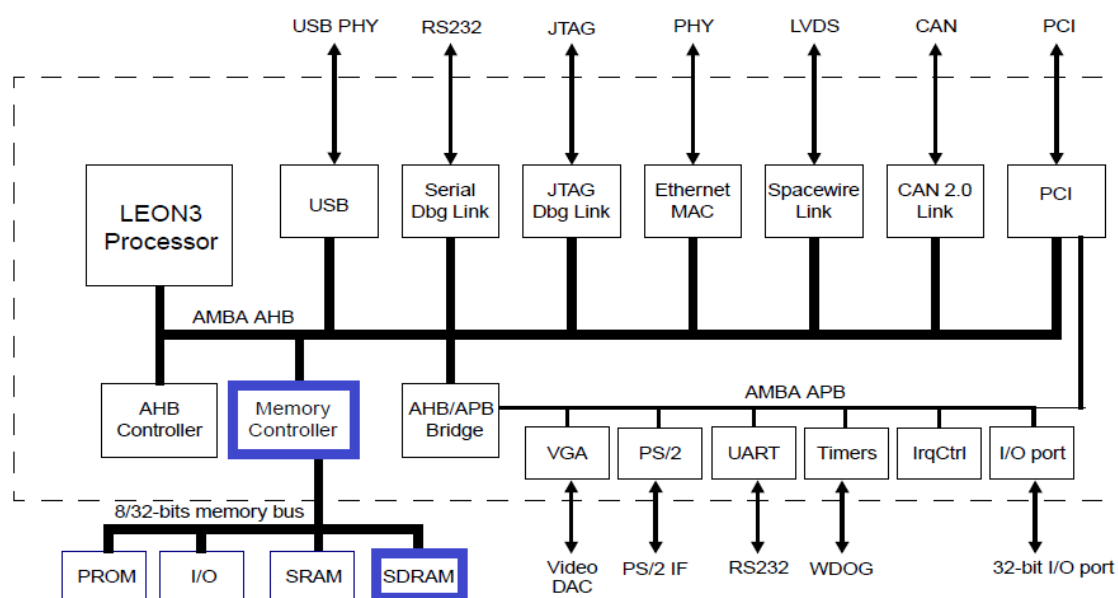 USB PHY
RS232
JTAG
PHY
LVDS
CAN
PCI
LEON3
Processor
USB
Serial
Dbg Link
JTAG
Dbg Link
Ethernet
MAC
Spacewire
Link
CAN 2.0
Link
PCI
AMBA AHB
AHB
Controller
Memory
Controller
AHB/APB
Bridge
AMBA APB
VGA
PS/2
UART
Timers
IrqCtrl
I/O port
8/32-bits memory bus
PROM
I/O
SRAM
SDRAM
Video
DAC
PS/2 IF
RS232
WDOG
32-bit I/O port